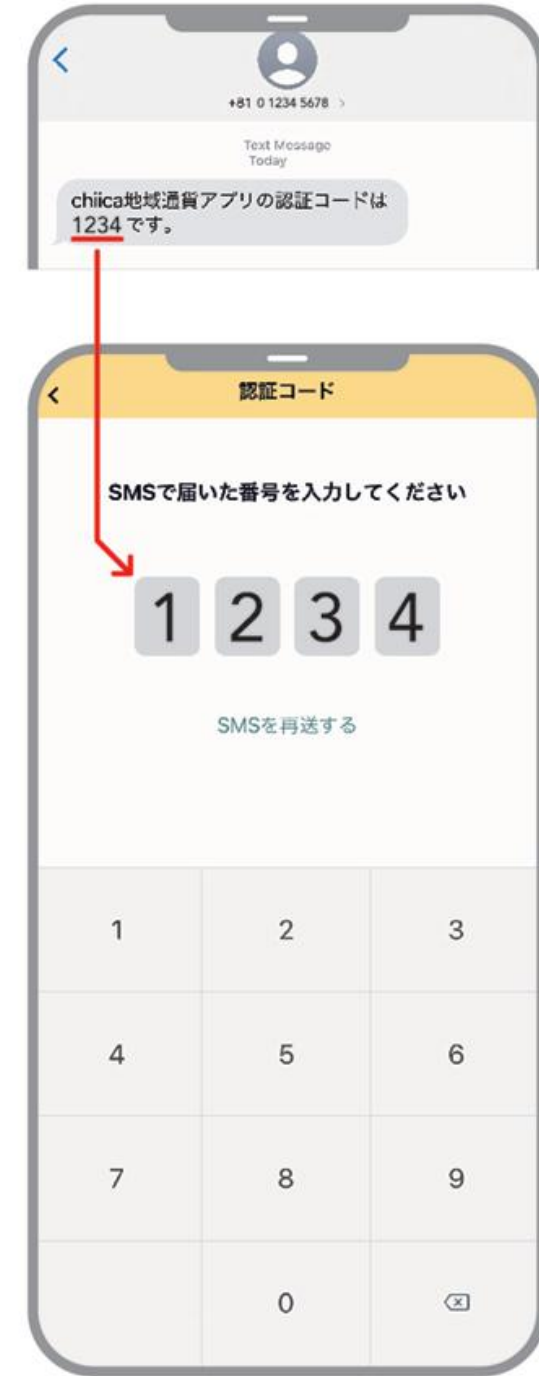 +81 0 1234 5678 >
Text Message
Today
chiica地域通貨アプリの認証コードは
1234 です。
認証コード
SMSで届いた番号を入力してください
1 2 3 4
SMSを再送する
1 2 3
4 5 6
7 8 9
0